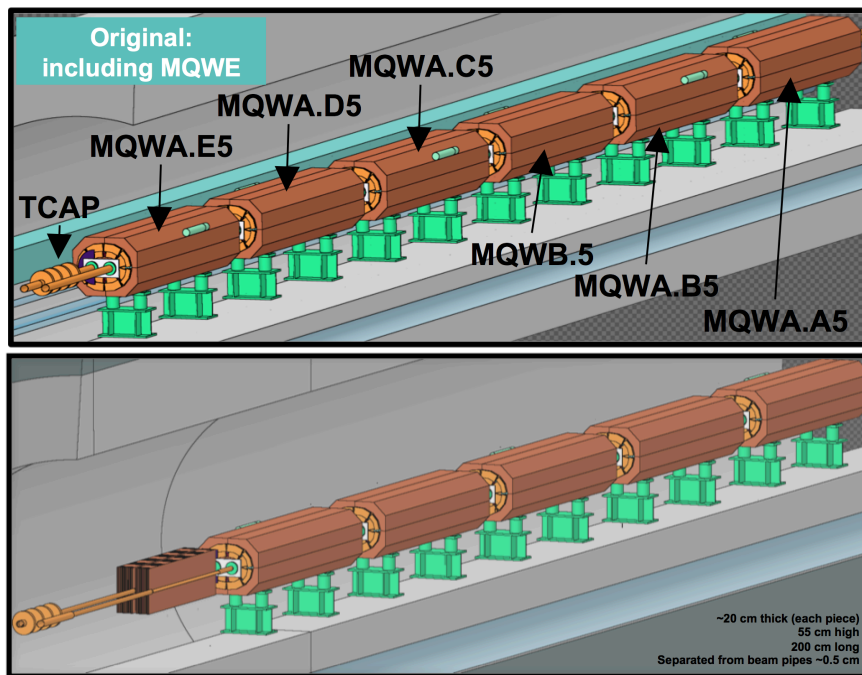 Original:
including MQWE
MQWA.C5
MQWA.D5
MQWA.E5
TCAP
MQWB.5
MQWA.B5
MQWA.A5
~20 cm thick (each piece)
55 cm high
200 cm long
Separated from beam pipes ~0.5 cm